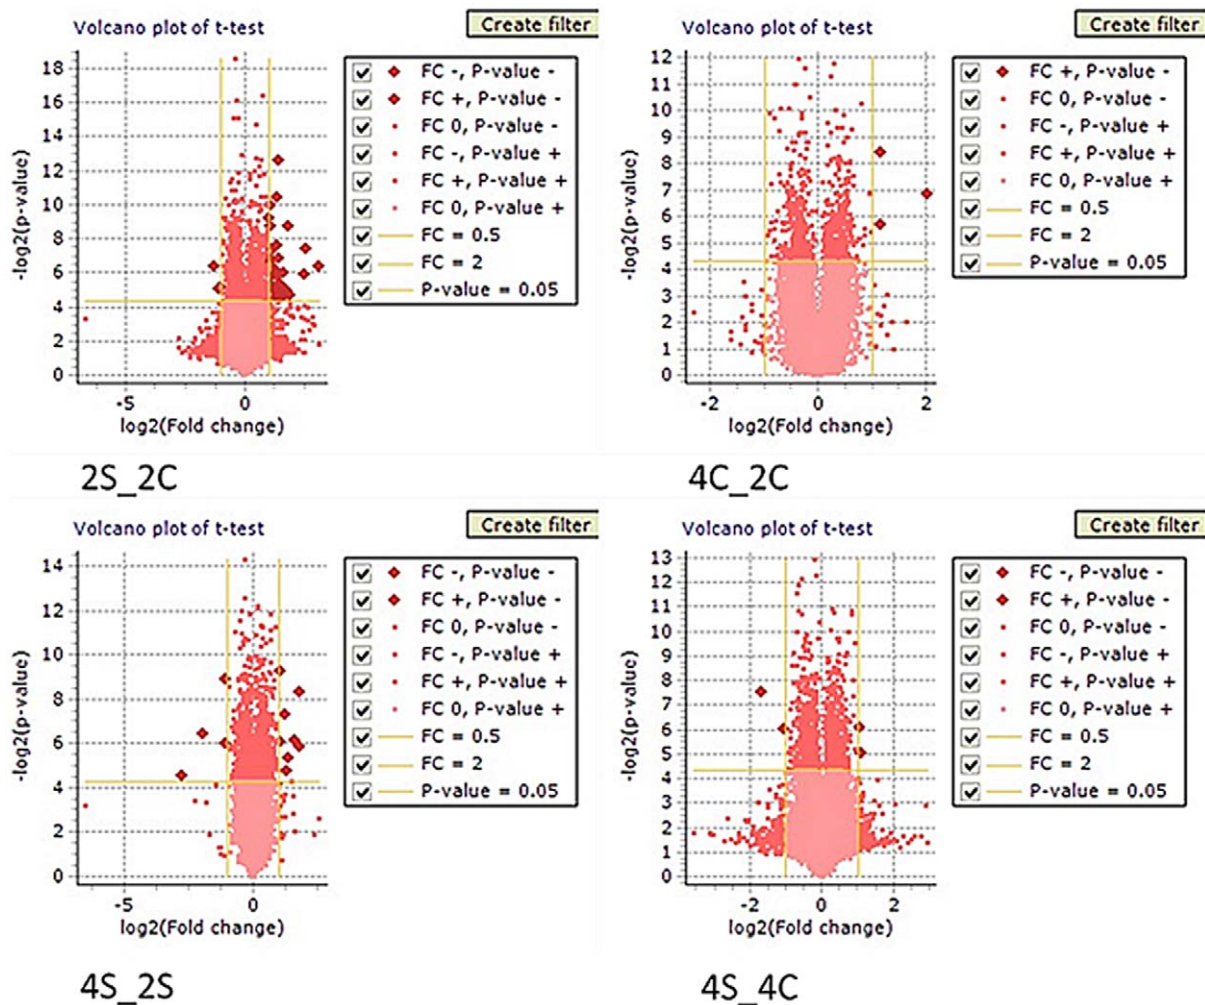 Volcano plot of t-test
Create filter
-log2(p-value)
18
16
14
12
10
8
6
4
2
0
-5
0
log2(Fold change)
FC -, P-value -
FC +, P-value -
FC 0, P-value -
FC -, P-value +
FC +, P-value +
FC 0, P-value +
FC = 0.5
FC = 2
P-value = 0.05
2S_2C
Volcano plot of t-test
Create filter
-log2(p-value)
12
11
10
9
8
7
6
5
4
3
2
1
0
-2
0
2
log2(Fold change)
FC +, P-value -
FC 0, P-value -
FC -, P-value +
FC +, P-value +
FC 0, P-value +
FC = 0.5
FC = 2
P-value = 0.05
4C_2C
Volcano plot of t-test
Create filter
-log2(p-value)
14
12
10
8
6
4
2
0
-5
0
log2(Fold change)
FC -, P-value -
FC +, P-value -
FC 0, P-value -
FC -, P-value +
FC +, P-value +
FC 0, P-value +
FC = 0.5
FC = 2
P-value = 0.05
4S_2S
Volcano plot of t-test
Create filter
-log2(p-value)
13
12
11
10
9
8
7
6
5
4
3
2
1
0
-2
0
2
log2(Fold change)
FC -, P-value -
FC +, P-value -
FC 0, P-value -
FC -, P-value +
FC +, P-value +
FC 0, P-value +
FC = 0.5
FC = 2
P-value = 0.05
4S_4C